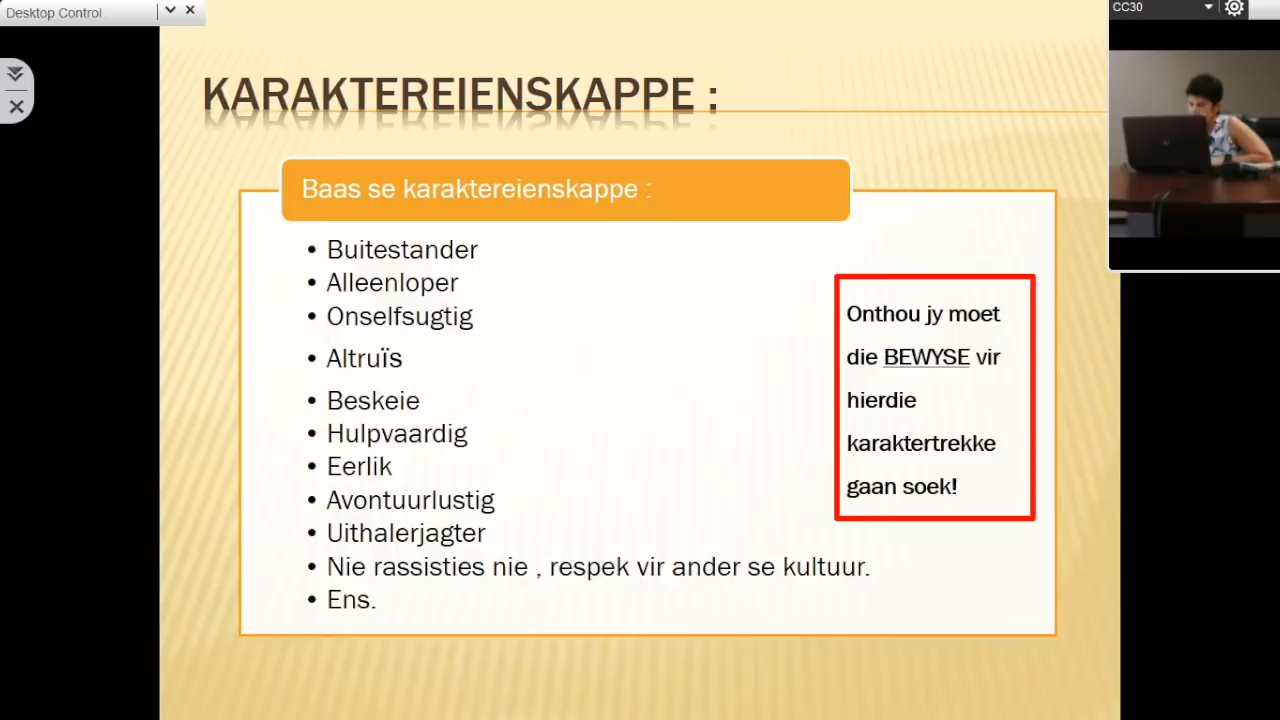 Desktop Control
CC30
KARAKTEREIENSKAPPE :
Baas se karaktereienskappe :
• Buitestander
• Alleenloper
• Onselfsugtig
• Altruïs
• Beskeie
• Hulpvaardig
• Eerlik
• Avontuurlustig
• Uithalerjagter
• Nie rassisties nie , respek vir ander se kultuur.
• Ens.
Onthou jy moet
die BEWYSE vir
hierdie
karaktertrekke
gaan soek!